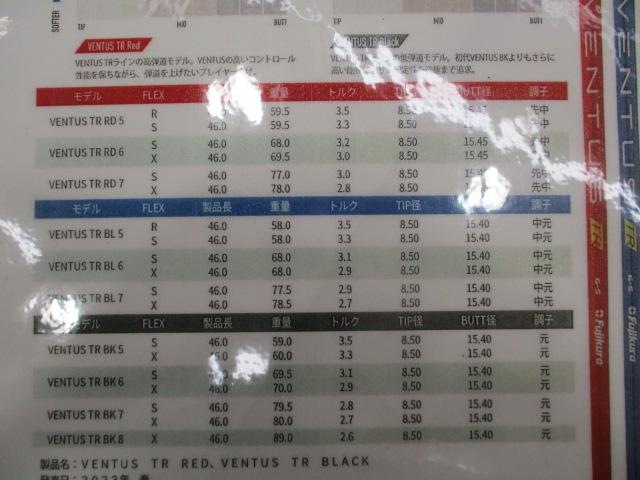 SOFTER
TIP MID BUTT TIP MID BUTT
VENTUS TR Red VENTUS TR Black
VENTUS TRラインの高弾道モデル。VENTUSの高いコントロール
性能を保ちながら、弾道を上げたいプレイヤー
の低弾道モデル。初代VENTUS BKよりもさらに
まで追求。
モデル FLEX 重量 トルク BUTT径 調子
VENTUS TR RD 5 R 59.5 3.5 8.50 先中
S 46.0 59.5 3.3 8.50 先中
VENTUS TR RD 6 S 46.0 68.0 3.2 8.50 15.45 先中
X 46.0 69.5 3.0 8.50 15.45 先中
VENTUS TR RD 7 S 46.0 77.0 3.0 8.50 先中
X 46.0 78.0 2.8 8.50 先中
モデル FLEX 製品長 重量 トルク TIP径 調子
VENTUS TR BL 5 R 46.0 58.0 3.5 8.50 15.40 中元
S 46.0 58.0 3.3 8.50 15.40 中元
VENTUS TR BL 6 S 46.0 68.0 3.1 8.50 15.40 中元
X 46.0 68.0 2.9 8.50 15.40 中元
VENTUS TR BL 7 S 46.0 77.5 2.9 8.50 15.40 中元
X 46.0 78.5 2.7 8.50 15.40 中元
モデル FLEX 製品長 重量 トルク TIP径 BUTT径 調子
VENTUS TR BK 5 S 46.0 59.0 3.5 8.50 15.40 元
X 46.0 60.0 3.3 8.50 15.40 元
VENTUS TR BK 6 S 69.5 3.1 8.50 15.40 元
X 70.0 2.9 8.50 15.40 元
VENTUS TR BK 7 S 46.0 79.5 2.8 8.50 15.40 元
X 46.0 80.0 2.7 8.50 15.40 元
VENTUS TR BK 8 X 46.0 89.0 2.6 8.50 15.40 元
製品名：VENTUS TR RED、VENTUS TR BLACK
VENTUS TR G-S Fujikura
VENTUS TR G-S Fujikura